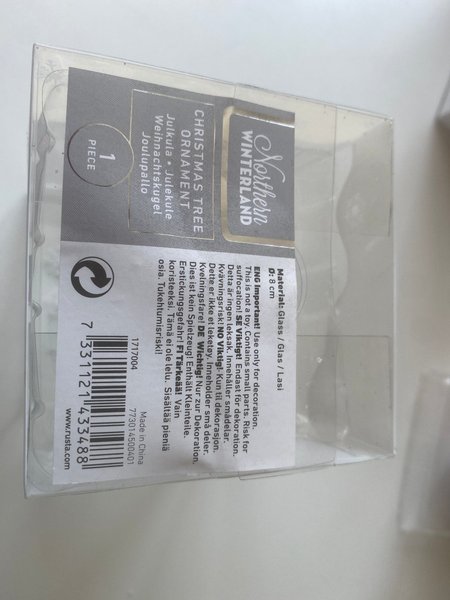 Northern
WINTERLAND
CHRISTMAS TREE
ORNAMENT
Julkula • Julekule
Weihnachtskugel
Joulupallo
1
PIECE
Material: Glass / Glas / Lasi
Ø: 8 cm
ENG Important! Use only for decoration.
This is not a toy. Contains small parts. Risk for
suffocation! SE Viktigt! Endast för dekoration.
Detta är ingen leksak. Innehåller smådelar.
Kvävningsrisk! NO Viktig! Kun til dekorasjon.
Dette er ikke et leketøy. Inneholder små deler.
Kvelningsfare! DE Wichtig! Nur zur Dekoration.
Dies ist kein Spielzeug! Enthält Kleinteile.
Erstickungsgefahr! FI Tärkeää! Vain
koristeeksi. Tämä ei ole lelu. Sisältää pieniä
osia. Tukehtumisriski!
1717004
7 331121 433488
Made in China
773014500401
www.rusta.com